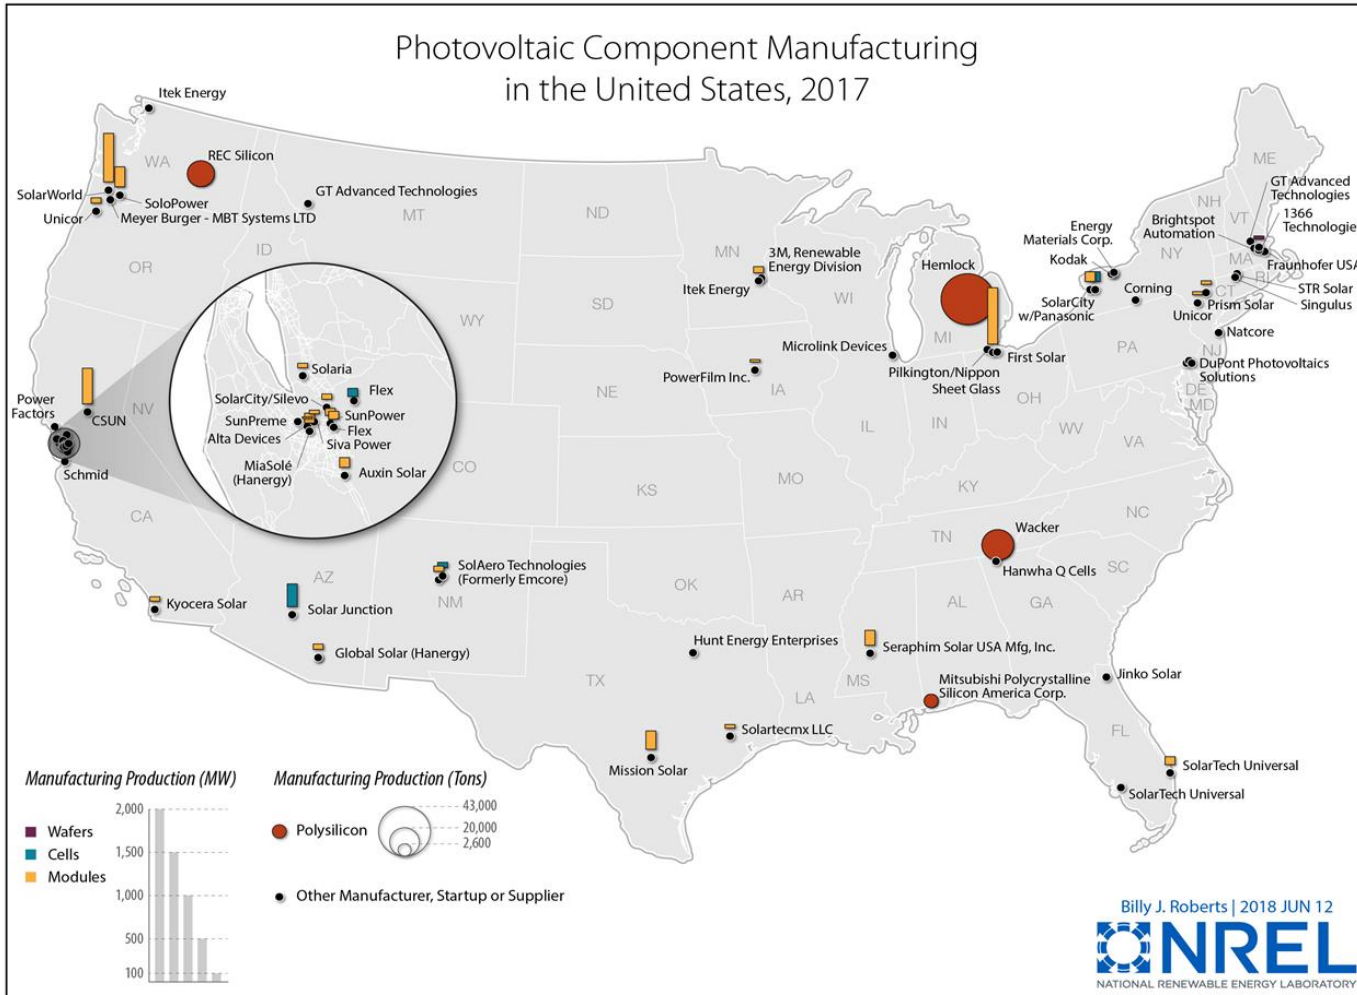 Photovoltaic Component Manufacturing
in the United States, 2017
Itek Energy
WA
REC Silicon
SolarWorld
SoloPower
Unicor
Meyer Burger - MBT Systems LTD
GT Advanced Technologies
MT
ND
MN
3M, Renewable
Energy Division
Itek Energy
OR
ID
WY
SD
WI
Hemlock
MI
Energy
Materials Corp.
Kodak
SolarCity
w/Panasonic
Corning
NY
ME
NH
VT
GT Advanced
Technologies
Brightspot
Automation
1366
Technologie
MA
Fraunhofer USA
RI
CT
STR Solar
Singulus
Prism Solar
Unicor
Natcore
PA
NJ
DuPont Photovoltaics
Solutions
DE
MD
Microlink Devices
Pilkington/Nippon
Sheet Glass
First Solar
PowerFilm Inc.
IA
NE
IL
IN
OH
WV
VA
Power
Factors
CSUN
NV
Schmid
CA
Solaria
SolarCity/Silevo
Flex
SunPreme
SunPower
Alta Devices
Flex
Siva Power
MiaSolé
(Hanergy)
Auxin Solar
CO
KS
MO
KY
NC
TN
Wacker
Hanwha Q Cells
SC
AZ
SolAero Technologies
(Formerly Emcore)
NM
OK
AR
AL
GA
Kyocera Solar
Solar Junction
Global Solar (Hanergy)
Hunt Energy Enterprises
Seraphim Solar USA Mfg, Inc.
MS
TX
LA
Mitsubishi Polycrystalline
Silicon America Corp.
Jinko Solar
FL
Solartecmx LLC
Mission Solar
SolarTech Universal
SolarTech Universal
Manufacturing Production (MW)
2,000
1,500
1,000
500
100
Wafers
Cells
Modules
Manufacturing Production (Tons)
43,000
20,000
2,600
Polysilicon
Other Manufacturer, Startup or Supplier
Billy J. Roberts | 2018 JUN 12
NREL
NATIONAL RENEWABLE ENERGY LABORATORY